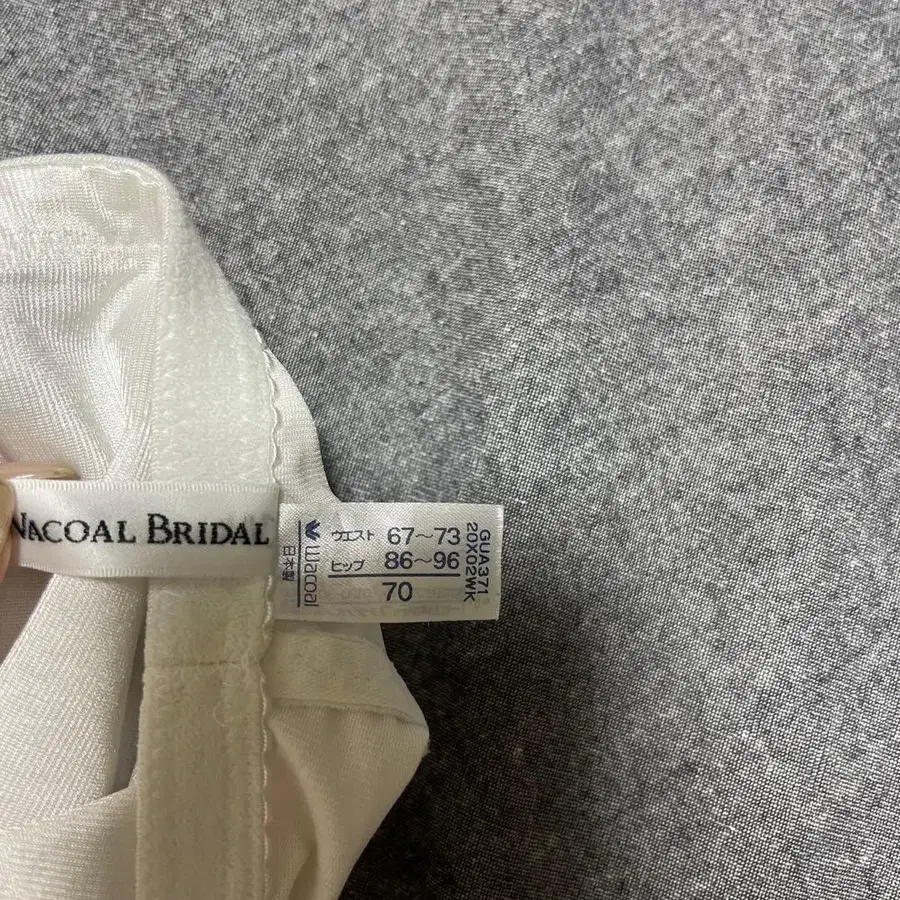 WACOAL BRIDAL
ウエスト 67～73
ヒップ 86～96
70
Wacoal
日本製
GUA371
20X02WK